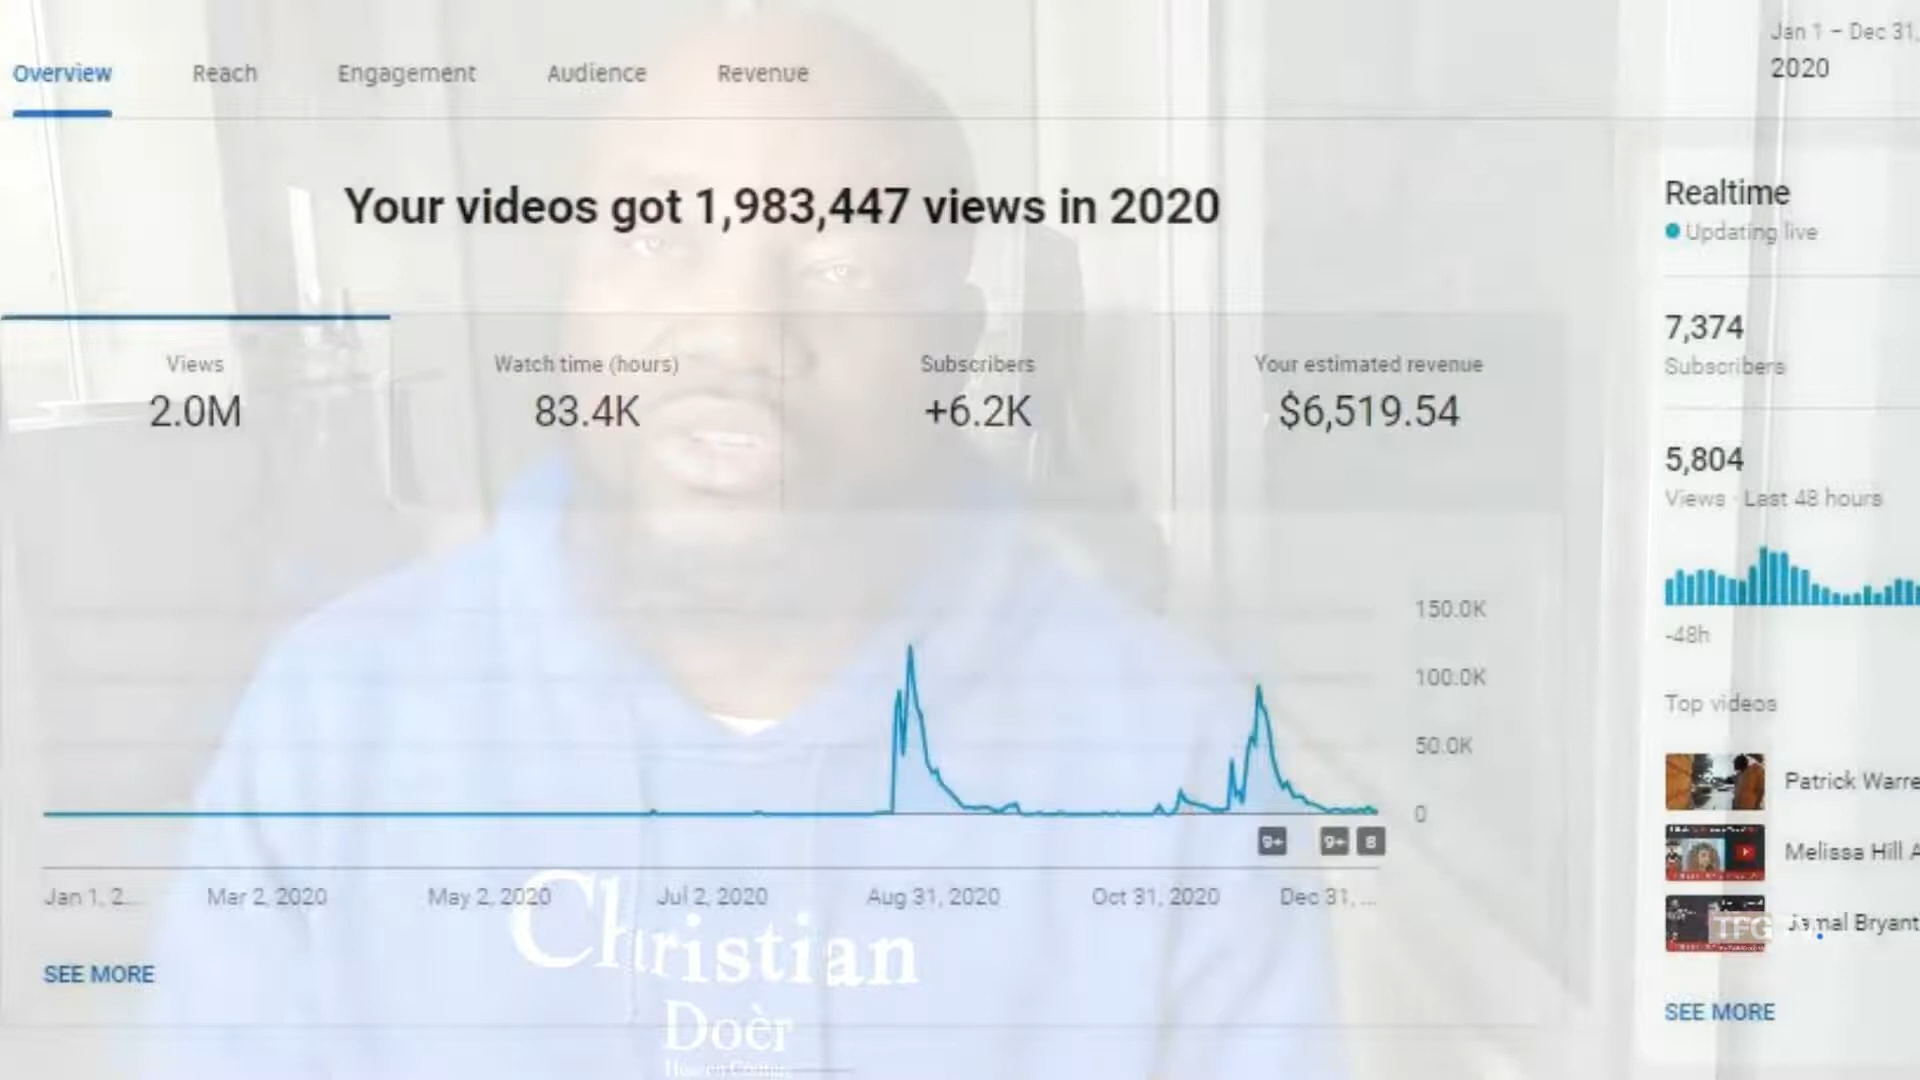 Overview Reach Engagement Audience Revenue
Jan 1 – Dec 31,
2020
Your videos got 1,983,447 views in 2020
Views
2.0M
Watch time (hours)
83.4K
Subscribers
+6.2K
Your estimated revenue
$6,519.54
150.0K
100.0K
50.0K
0
9+ 9+ 8
Jan 1, 2... Mar 2, 2020 May 2, 2020 Jul 2, 2020 Aug 31, 2020 Oct 31, 2020 Dec 31, ...
SEE MORE
Realtime
Updating live
7,374
Subscribers
5,804
Views · Last 48 hours
-48h
Top videos
Patrick Warre
Melissa Hill A
Jamal Bryant
SEE MORE
Christian
Doèr